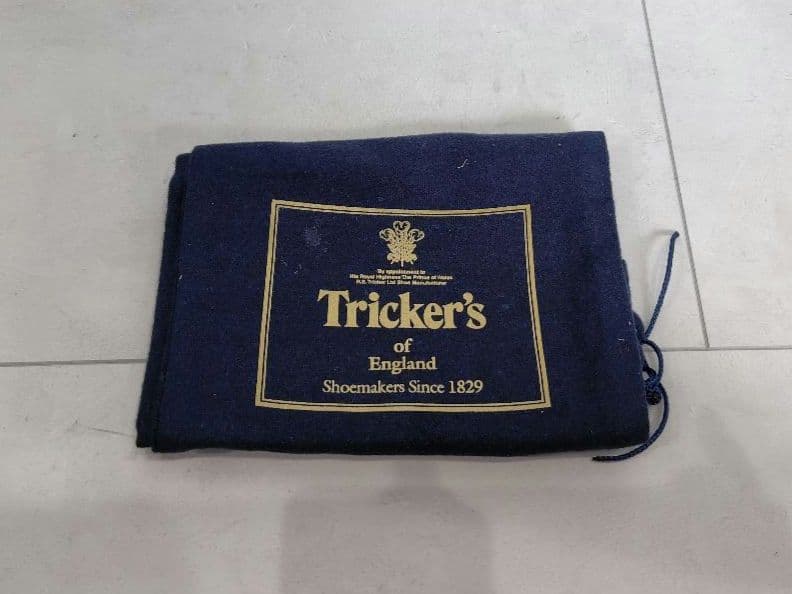 By appointment to
His Royal Highness The Prince of Wales
R.E. Tricker Ltd Shoe Manufacturer
Tricker's
of
England
Shoemakers Since 1829